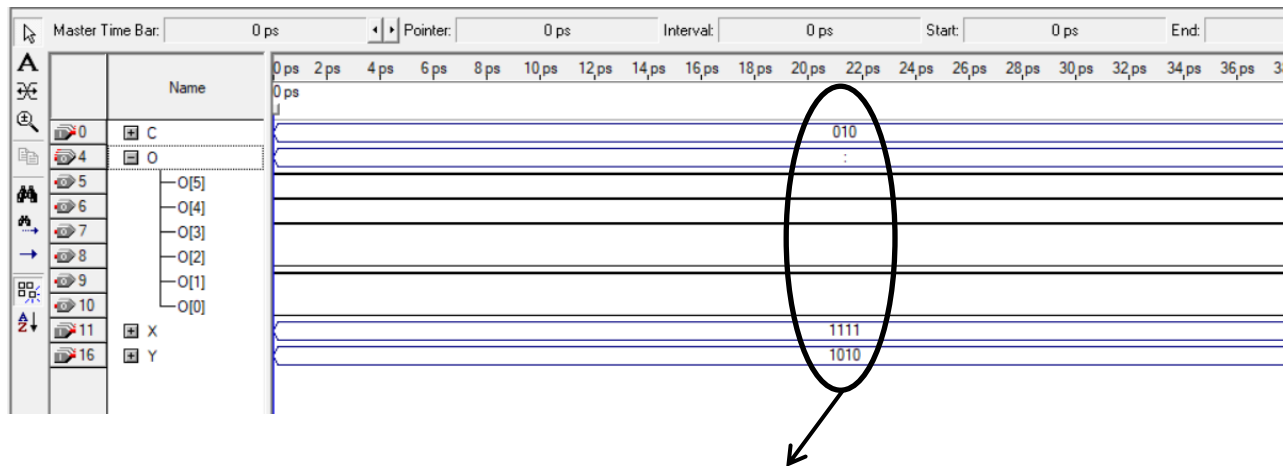 Master Time Bar: 0 ps Pointer: 0 ps Interval: 0 ps Start: 0 ps End:
A
Name
0 ps 2 ps 4 ps 6 ps 8 ps 10 ps 12 ps 14 ps 16 ps 18 ps 20 ps 22 ps 24 ps 26 ps 28 ps 30 ps 32 ps 34 ps 36 ps 38
0 ps
0 C 010
4 O :
5 O[5]
6 O[4]
7 O[3]
8 O[2]
9 O[1]
10 O[0]
11 X 1111
16 Y 1010
A
Z